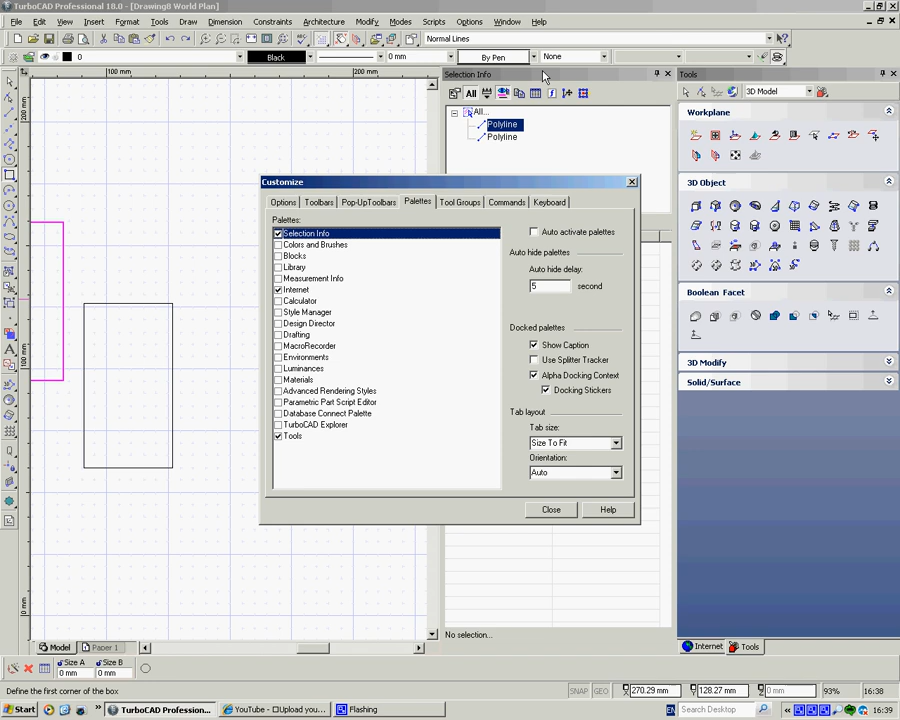 TurboCAD Professional 18.0 - [Drawing8 World Plan]
File Edit View Insert Format Tools Draw Dimension Constraints Architecture Modify Modes Scripts Options Window Help
Normal Lines
0 Black 0 mm By Pen None
100 mm 200 mm
Selection Info
Tools
All
3D Model
All...
Polyline
Polyline
Workplane
3D Object
Boolean Facet
3D Modify
Solid/Surface
200 mm
100 mm
0 mm
Customize
Options Toolbars Pop-UpToolbars Palettes Tool Groups Commands Keyboard
Palettes:
Selection Info
Colors and Brushes
Blocks
Library
Measurement Info
Internet
Calculator
Style Manager
Design Director
Drafting
MacroRecorder
Environments
Luminances
Materials
Advanced Rendering Styles
Parametric Part Script Editor
Database Connect Palette
TurboCAD Explorer
Tools
Auto activate palettes
Auto hide palettes
Auto hide delay:
5 second
Docked palettes
Show Caption
Use Splitter Tracker
Alpha Docking Context
Docking Stickers
Tab layout
Tab size:
Size To Fit
Orientation:
Auto
Close Help
No selection...
Internet Tools
Model Paper 1
Size A Size B
0 mm 0 mm
Define the first corner of the box
SNAP GEO 270.29 mm 128.27 mm 0 mm 93% 16:38
Start TurboCAD Profession... YouTube - Upload you... Flashing EN Search Desktop 16:39